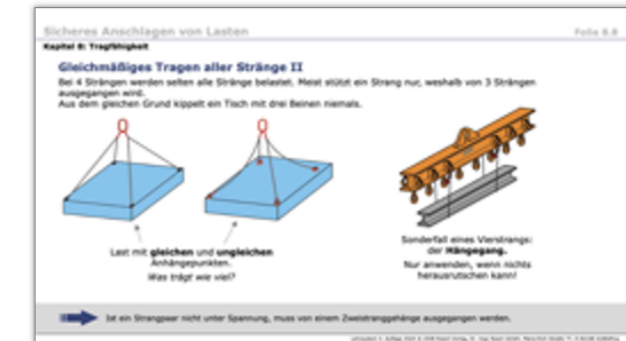 Sicheres Anschlagen von Lasten
Folie 8.8
Kapitel 8: Tragfähigkeit
Gleichmäßiges Tragen aller Stränge II
Bei 4 Strängen werden selten alle Stränge belastet. Meist stützt ein Strang nur, weshalb von 3 Strängen
ausgegangen wird.
Aus dem gleichen Grund kippelt ein Tisch mit drei Beinen niemals.
Last mit gleichen und ungleichen
Anhängepunkten.
Was trägt wie viel?
Sonderfall eines Vierstrangs:
der Hängegang.
Nur anwenden, wenn nichts
herausrutschen kann!
Ist ein Strangpaar nicht unter Spannung, muss von einem Zweistranggehänge ausgegangen werden.